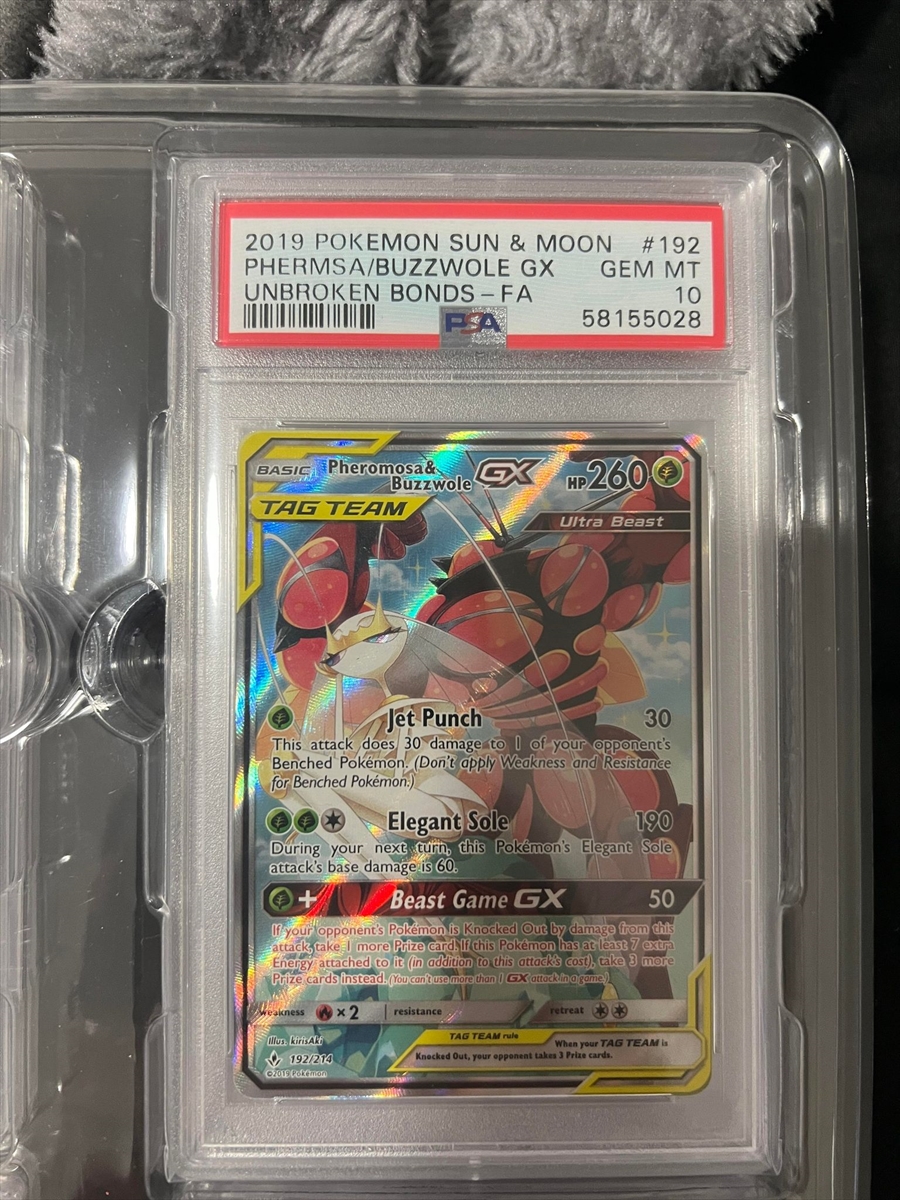 2019 POKEMON SUN & MOON #192
PHERMSA/BUZZWOLE GX GEM MT
UNBROKEN BONDS-FA 10
PSA 58155028
BASIC Pheromosa& Buzzwole GX HP260
TAG TEAM
Ultra Beast
Jet Punch 30
This attack does 30 damage to 1 of your opponent's
Benched Pokémon. (Don't apply Weakness and Resistance
for Benched Pokémon.)
Elegant Sole 190
During your next turn, this Pokémon's Elegant Sole
attack's base damage is 60.
+ Beast Game GX 50
If your opponent's Pokémon is Knocked Out by damage from this
attack, take 1 more Prize card. If this Pokémon has at least 7 extra
Energy attached to it (in addition to this attack's cost), take 3 more
Prize cards instead. (You can't use more than 1 GX attack in a game.)
weakness ×2 resistance retreat
TAG TEAM rule When your TAG TEAM is
Knocked Out, your opponent takes 3 Prize cards.
Illus. kirisAki
192/214
©2019 Pokémon